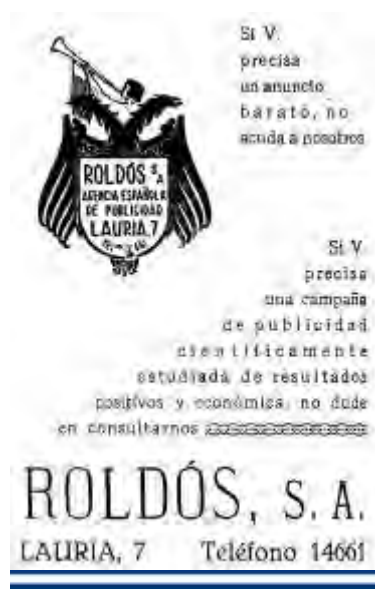 Si V.
precisa
un anuncio
barato, no
acuda a nosotros
ROLDÓS S.A.
AGENCIA ESPAÑOLA
DE PUBLICIDAD
LAURIA, 7
Si V.
precisa
una campaña
de publicidad
cientificamente
estudiada de resultados
positivos y económica, no dude
en consultarnos
ROLDÓS, S. A.
LAURIA, 7 Teléfono 14661